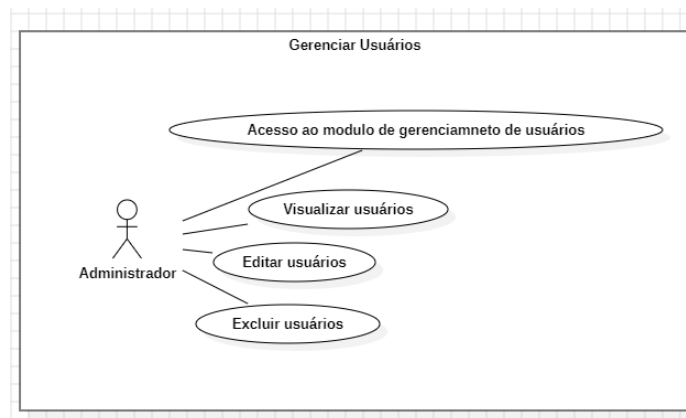 Gerenciar Usuários
Acesso ao modulo de gerenciamneto de usuários
Visualizar usuários
Editar usuários
Administrador
Excluir usuários